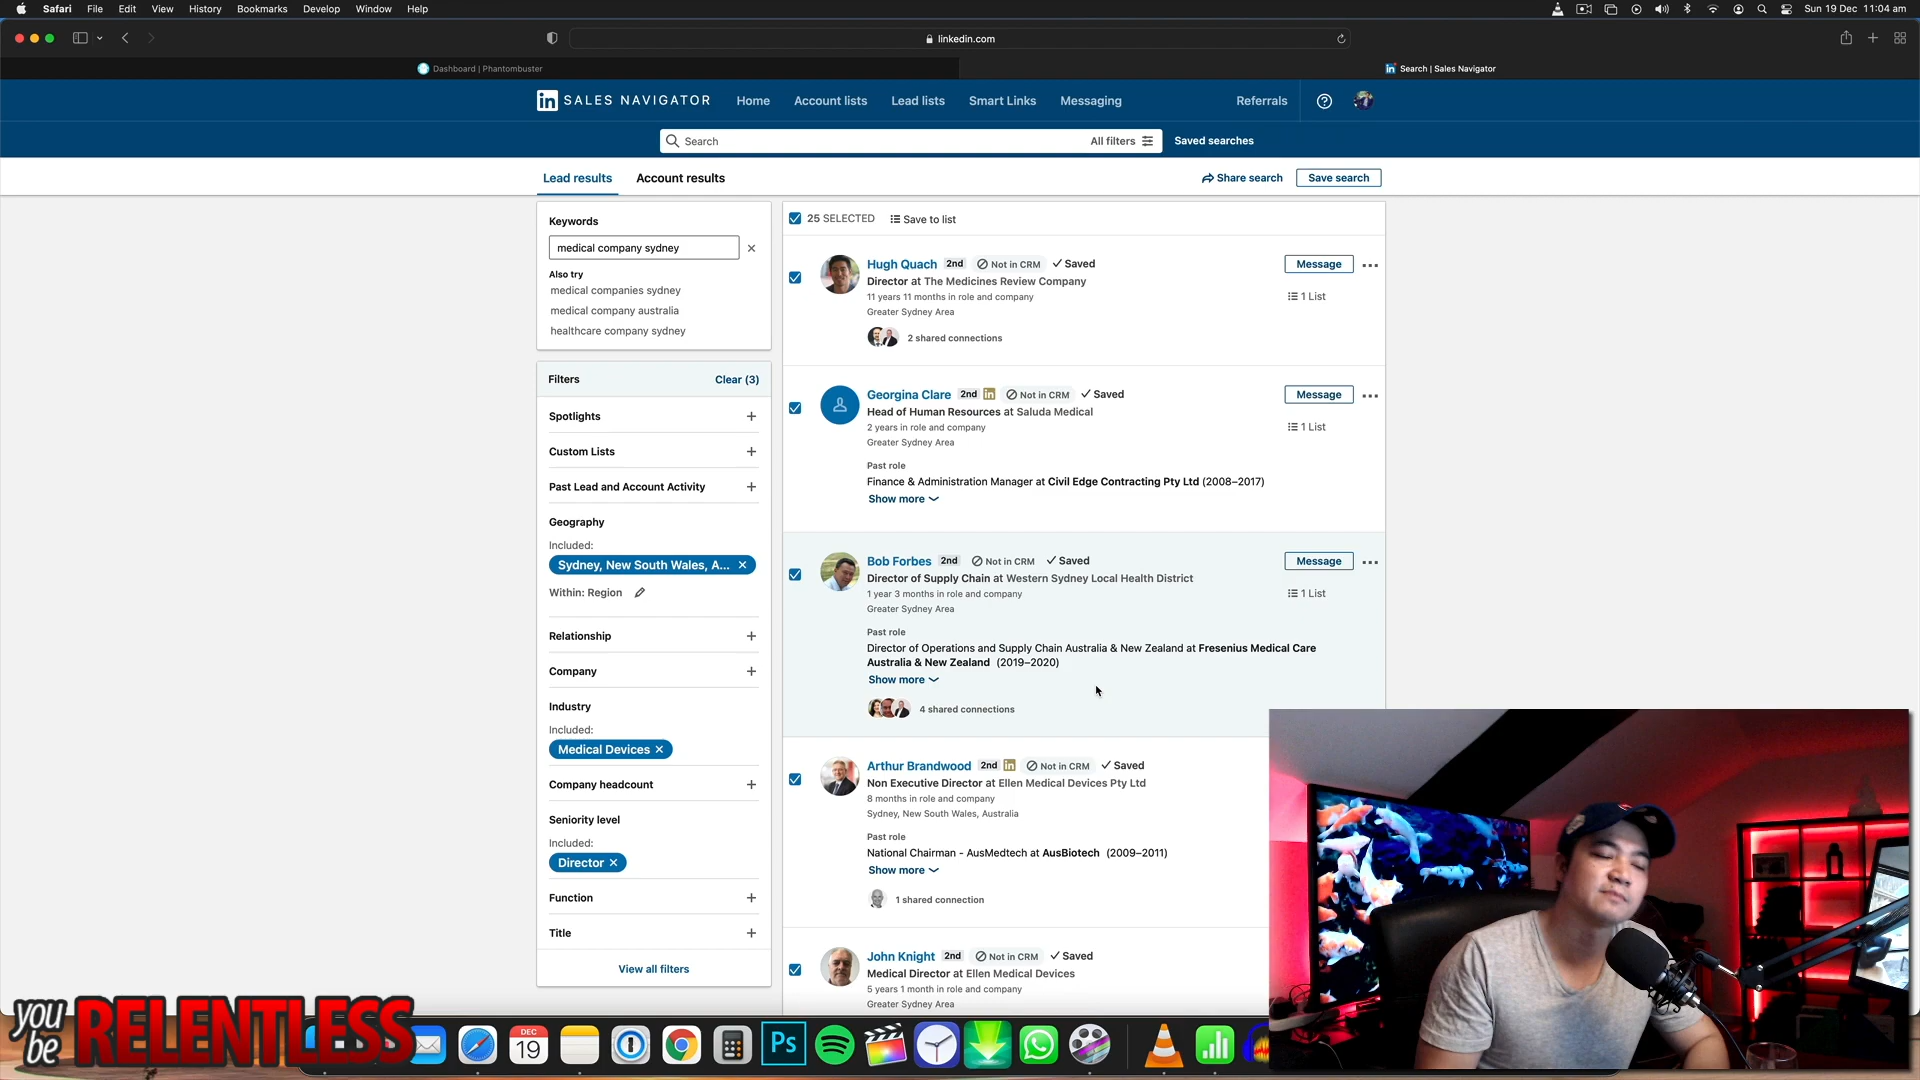 Safari File Edit View History Bookmarks Develop Window Help
Sun 19 Dec 11:04 am
linkedin.com
Dashboard | Phantombuster
in Search | Sales Navigator
in SALES NAVIGATOR
Home Account lists Lead lists Smart Links Messaging
Referrals
Search
All filters
Saved searches
Lead results
Account results
Share search
Save search
Keywords
medical company sydney
Also try
medical companies sydney
medical company australia
healthcare company sydney
Filters
Clear (3)
Spotlights
Custom Lists
Past Lead and Account Activity
Geography
Included:
Sydney, New South Wales, A...
Within: Region
Relationship
Company
Industry
Included:
Medical Devices
Company headcount
Seniority level
Included:
Director
Function
Title
View all filters
25 SELECTED
Save to list
Hugh Quach 2nd Not in CRM Saved
Director at The Medicines Review Company
11 years 11 months in role and company
Greater Sydney Area
2 shared connections
Message
1 List
Georgina Clare 2nd in Not in CRM Saved
Head of Human Resources at Saluda Medical
2 years in role and company
Greater Sydney Area
Past role
Finance & Administration Manager at Civil Edge Contracting Pty Ltd (2008–2017)
Show more
Message
1 List
Bob Forbes 2nd Not in CRM Saved
Director of Supply Chain at Western Sydney Local Health District
1 year 3 months in role and company
Greater Sydney Area
Past role
Director of Operations and Supply Chain Australia & New Zealand at Fresenius Medical Care
Australia & New Zealand (2019–2020)
Show more
4 shared connections
Message
1 List
Arthur Brandwood 2nd in Not in CRM Saved
Non Executive Director at Ellen Medical Devices Pty Ltd
8 months in role and company
Sydney, New South Wales, Australia
Past role
National Chairman - AusMedtech at AusBiotech (2009–2011)
Show more
1 shared connection
John Knight 2nd Not in CRM Saved
Medical Director at Ellen Medical Devices
5 years 1 month in role and company
Greater Sydney Area
you
be
RELENTLESS
DEC
19
Ps